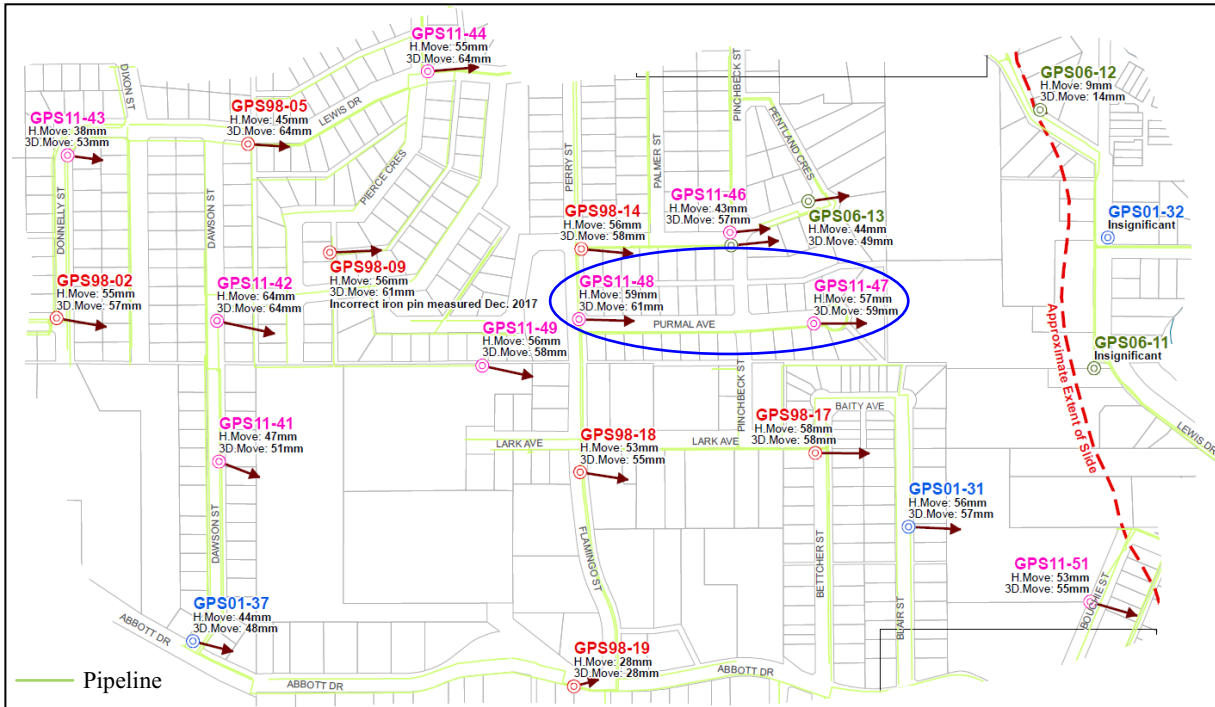 GPS11-44
H.Move: 55mm
3D.Move: 64mm
DIXON ST
GPS98-05
H.Move: 45mm
3D.Move: 64mm
LEWIS DR
GPS11-43
H.Move: 38mm
3D.Move: 53mm
PINCHBECK ST
GPS06-12
H.Move: 9mm
3D.Move: 14mm
PENTLAND CRES
PIERCE CRES
PERRY ST
PALMER ST
DONNELLY ST
DAWSON ST
GPS11-46
H.Move: 43mm
3D.Move: 57mm
GPS98-14
H.Move: 56mm
3D.Move: 58mm
GPS06-13
H.Move: 44mm
3D.Move: 49mm
GPS01-32
Insignificant
GPS98-02
H.Move: 55mm
3D.Move: 57mm
GPS11-42
H.Move: 64mm
3D.Move: 64mm
GPS98-09
H.Move: 56mm
3D.Move: 61mm
Incorrect iron pin measured Dec. 2017
GPS11-48
H.Move: 59mm
3D.Move: 61mm
GPS11-47
H.Move: 57mm
3D.Move: 59mm
PURMAL AVE
GPS11-49
H.Move: 56mm
3D.Move: 58mm
GPS06-11
Insignificant
Approximate Extent of Slide
PINCHBECK ST
BAITY AVE
GPS98-17
H.Move: 58mm
3D.Move: 58mm
GPS11-41
H.Move: 47mm
3D.Move: 51mm
LARK AVE
GPS98-18
H.Move: 53mm
3D.Move: 55mm
LARK AVE
LEWIS DR
GPS01-31
H.Move: 56mm
3D.Move: 57mm
DAWSON ST
FLAMINGO ST
BETTCHER ST
BLAIR ST
GPS11-51
H.Move: 53mm
3D.Move: 55mm
BOUCHIE ST
GPS01-37
H.Move: 44mm
3D.Move: 48mm
ABBOTT DR
GPS98-19
H.Move: 28mm
3D.Move: 28mm
ABBOTT DR
ABBOTT DR
Pipeline